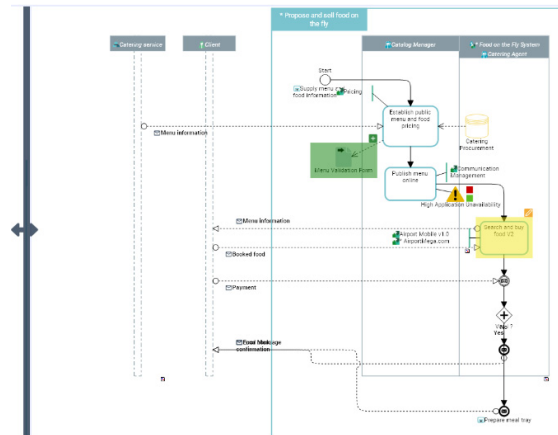 * Propose and sell food on
the fly
Catering service
Client
Catalog Manager
* Food on the Fly System
Catering Agent
Start
Supply menu
food information
Pricing
Establish public
menu and food
pricing
Menu information
Catering
Procurement
Menu Validation From
Publish menu
online
Communication
Management
High Application Unavailability
Menu information
Search and buy
food V2
Airport Mobile v1.0
AirportMega.com
Booked food
Payment
Yes
confirmation
Prepare meal tray